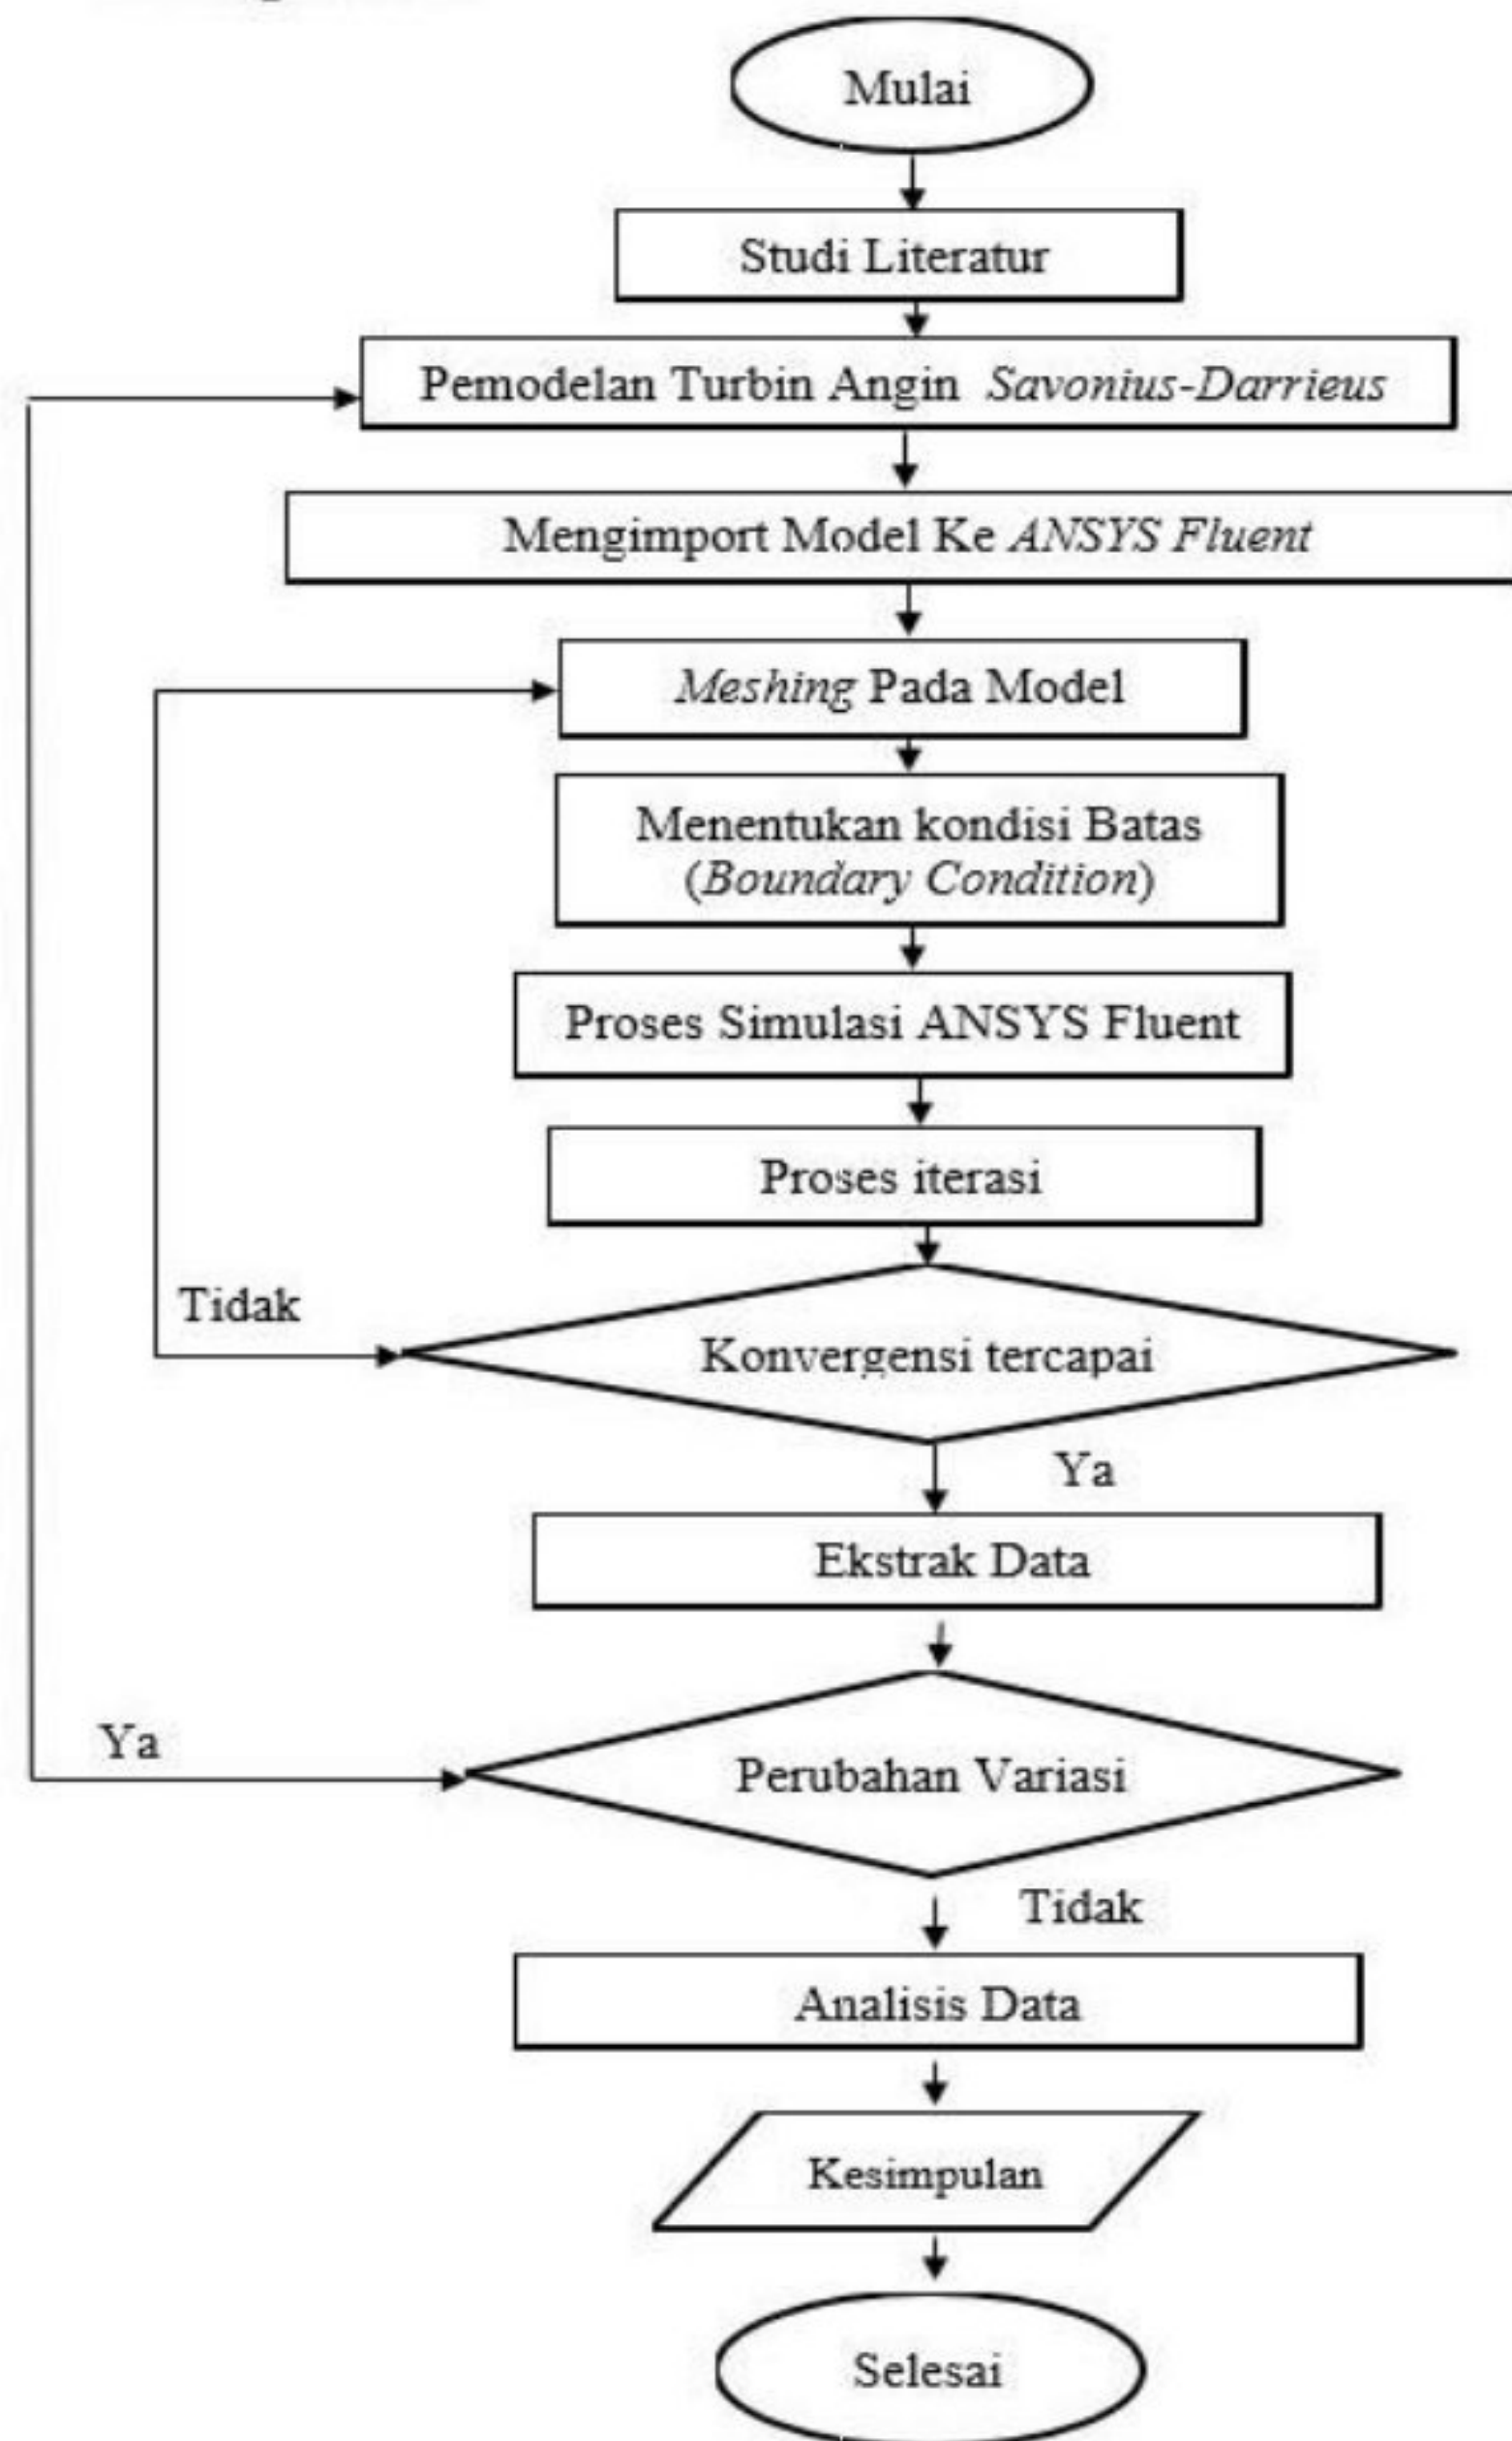 Mulai
Studi Literatur
Pemodelan Turbin Angin Savonius-Darrieus
Mengimport Model Ke ANSYS Fluent
Meshing Pada Model
Menentukan kondisi Batas
(Boundary Condition)
Proses Simulasi ANSYS Fluent
Proses iterasi
Tidak
Konvergensi tercapai
Ya
Ekstrak Data
Ya
Perubahan Variasi
Tidak
Analisis Data
Kesimpulan
Selesai